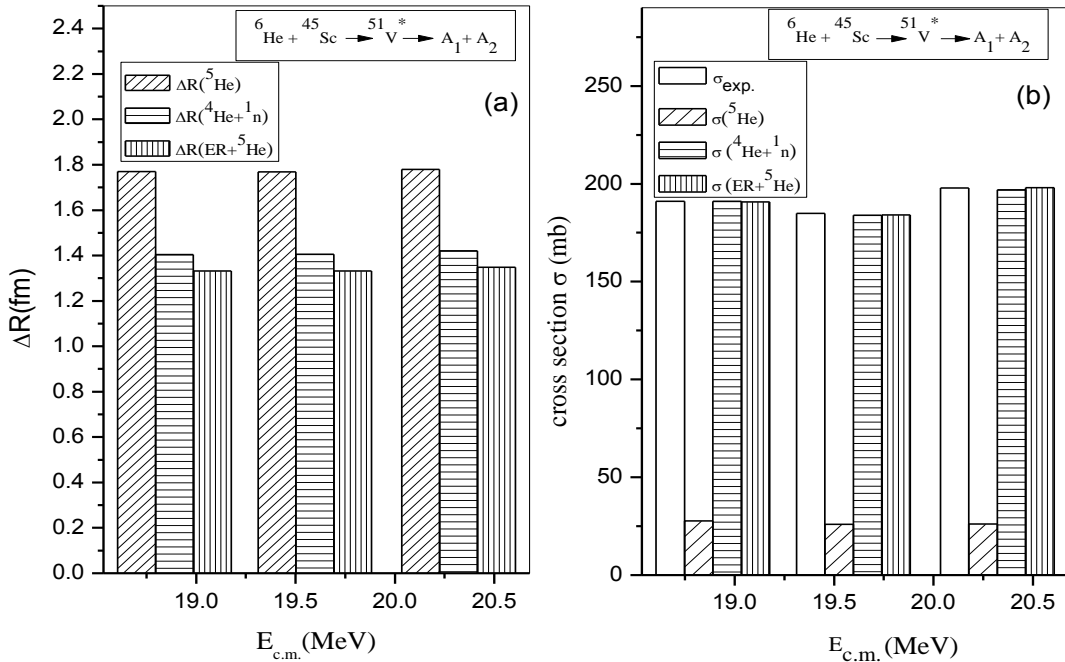 ⁶He + ⁴⁵Sc → ⁵¹V* → A₁ + A₂
(a)
ΔR(⁵He)
ΔR(⁴He+¹n)
ΔR(ER+⁵He)
ΔR(fm)
2.4
2.2
2.0
1.8
1.6
1.4
1.2
1.0
0.8
0.6
0.4
0.2
0.0
19.0 19.5 20.0 20.5
E_c.m. (MeV)
⁶He + ⁴⁵Sc → ⁵¹V* → A₁ + A₂
(b)
σ_exp.
σ(⁵He)
σ (⁴He+¹n)
σ (ER+⁵He)
cross section σ (mb)
250
200
150
100
50
0
19.0 19.5 20.0 20.5
E_c.m. (MeV)